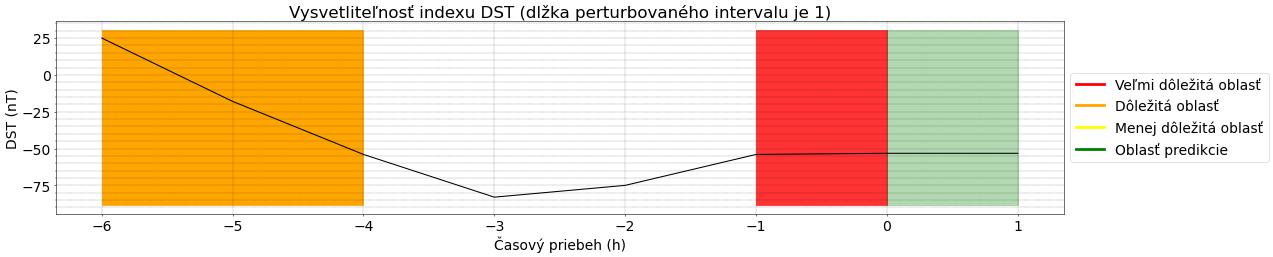 Vysvetliteľnosť indexu DST (dĺžka perturbovaného intervalu je 1)
DST (nT)
25
0
−25
−50
−75
−6
−5
−4
−3
−2
−1
0
1
Časový priebeh (h)
Veľmi dôležitá oblasť
Dôležitá oblasť
Menej dôležitá oblasť
Oblasť predikcie